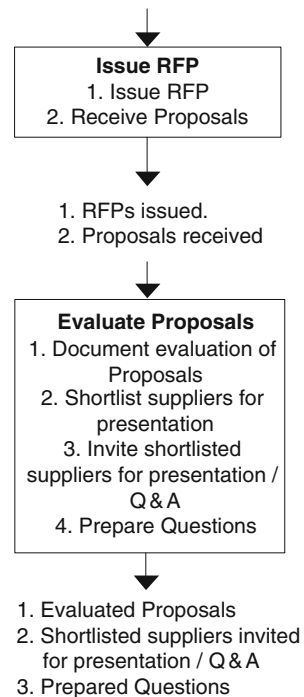 Issue RFP
1. Issue RFP
2. Receive Proposals
1. RFPs issued.
2. Proposals received
Evaluate Proposals
1. Document evaluation of
Proposals
2. Shortlist suppliers for
presentation
3. Invite shortlisted
suppliers for presentation /
Q & A
4. Prepare Questions
1. Evaluated Proposals
2. Shortlisted suppliers invited
for presentation / Q & A
3. Prepared Questions